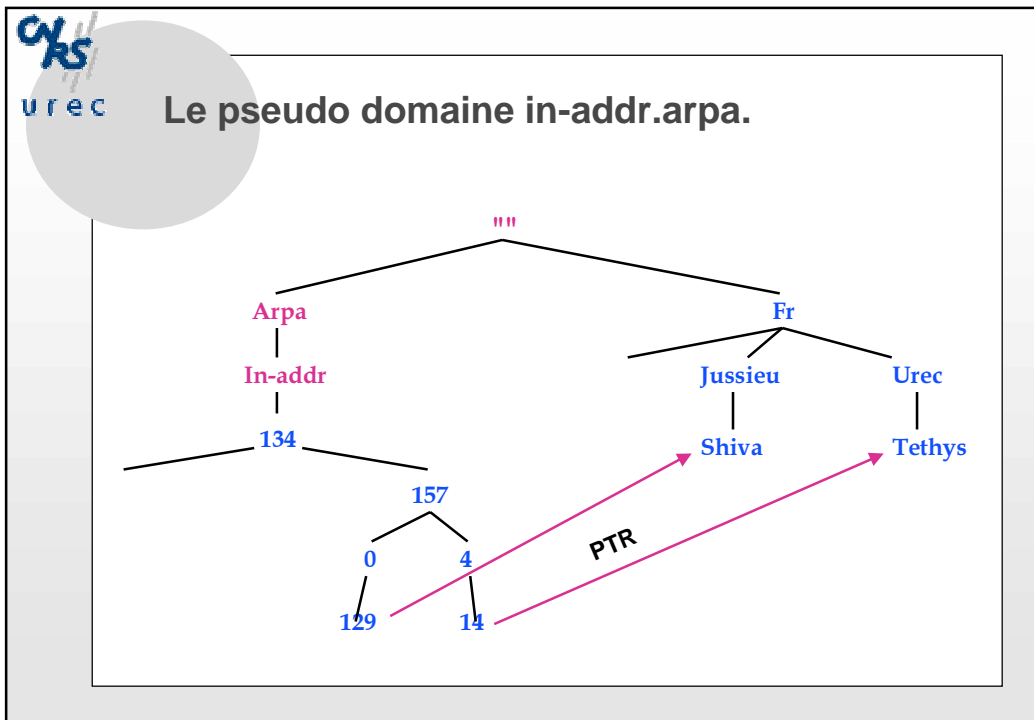 CNRS
urec
Le pseudo domaine in-addr.arpa.
""
Arpa
Fr
In-addr
Jussieu
Urec
134
Shiva
Tethys
157
PTR
0
4
129
14